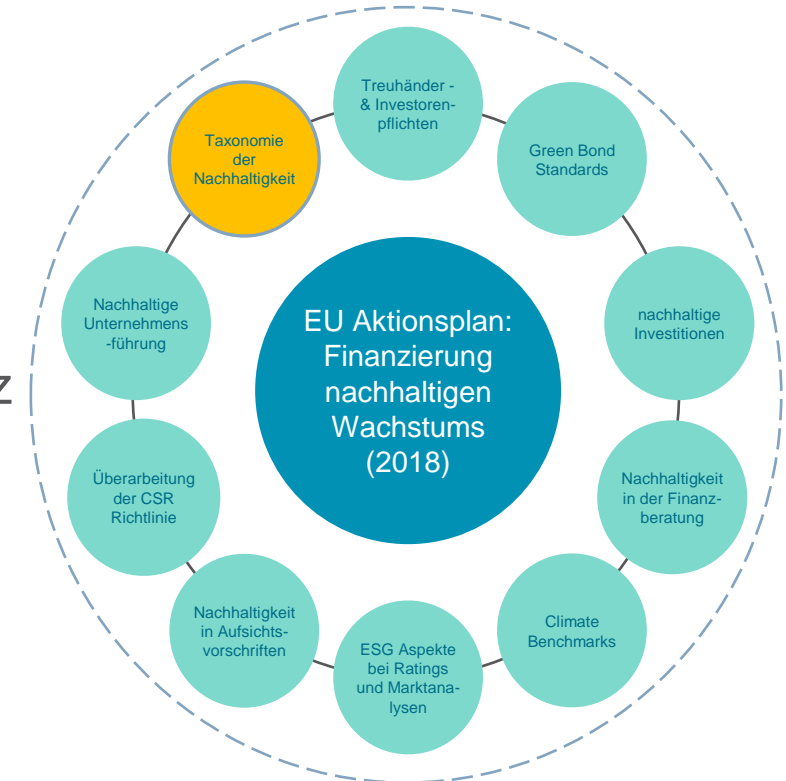 Treuhänder -
& Investoren-
pflichten
Green Bond
Standards
nachhaltige
Investitionen
Nachhaltigkeit
in der Finanz-
beratung
Climate
Benchmarks
ESG Aspekte
bei Ratings
und Marktana-
lysen
Nachhaltigkeit
in Aufsichts-
vorschriften
Überarbeitung
der CSR
Richtlinie
Nachhaltige
Unternehmens
-führung
Taxonomie
der
Nachhaltigkeit
EU Aktionsplan:
Finanzierung
nachhaltigen
Wachstums
(2018)
z